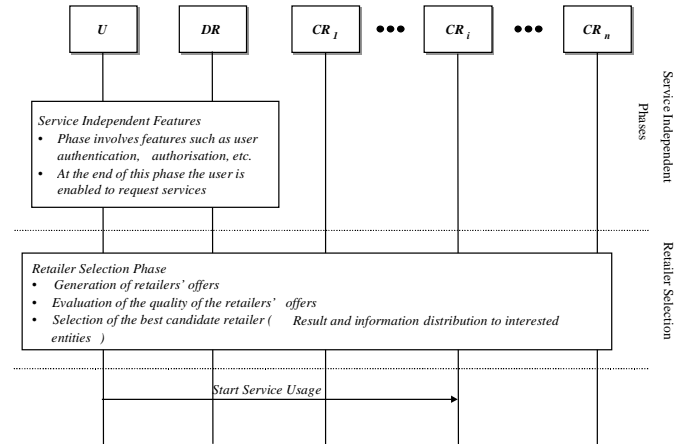 U DR CR 1 ••• CR i ••• CR n
Service Independent Features
• Phase involves features such as user
authentication, authorisation, etc.
• At the end of this phase the user is
enabled to request services
Service Independent
Phases
Retailer Selection Phase
• Generation of retailers' offers
• Evaluation of the quality of the retailers' offers
• Selection of the best candidate retailer ( Result and information distribution to interested
entities )
Retailer Selection
Start Service Usage